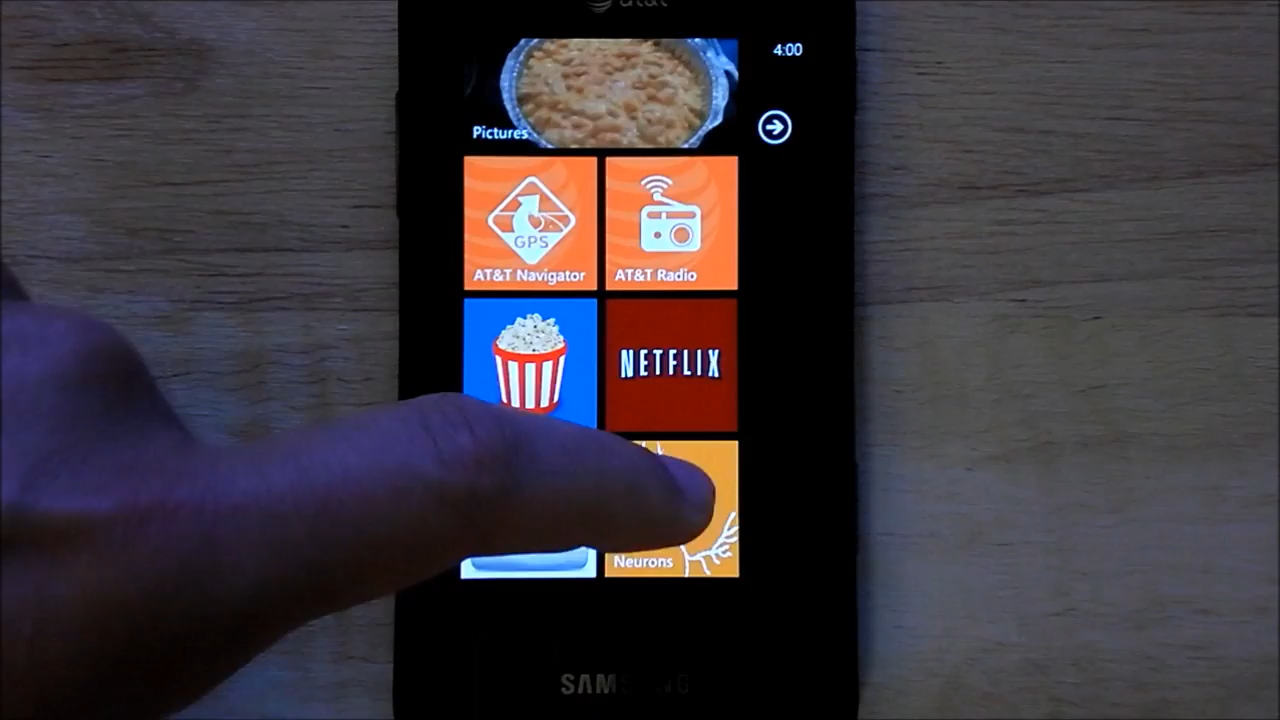 at&t
4:00
Pictures
GPS
AT&T Navigator
AT&T Radio
NETFLIX
Neurons
SAMSUNG